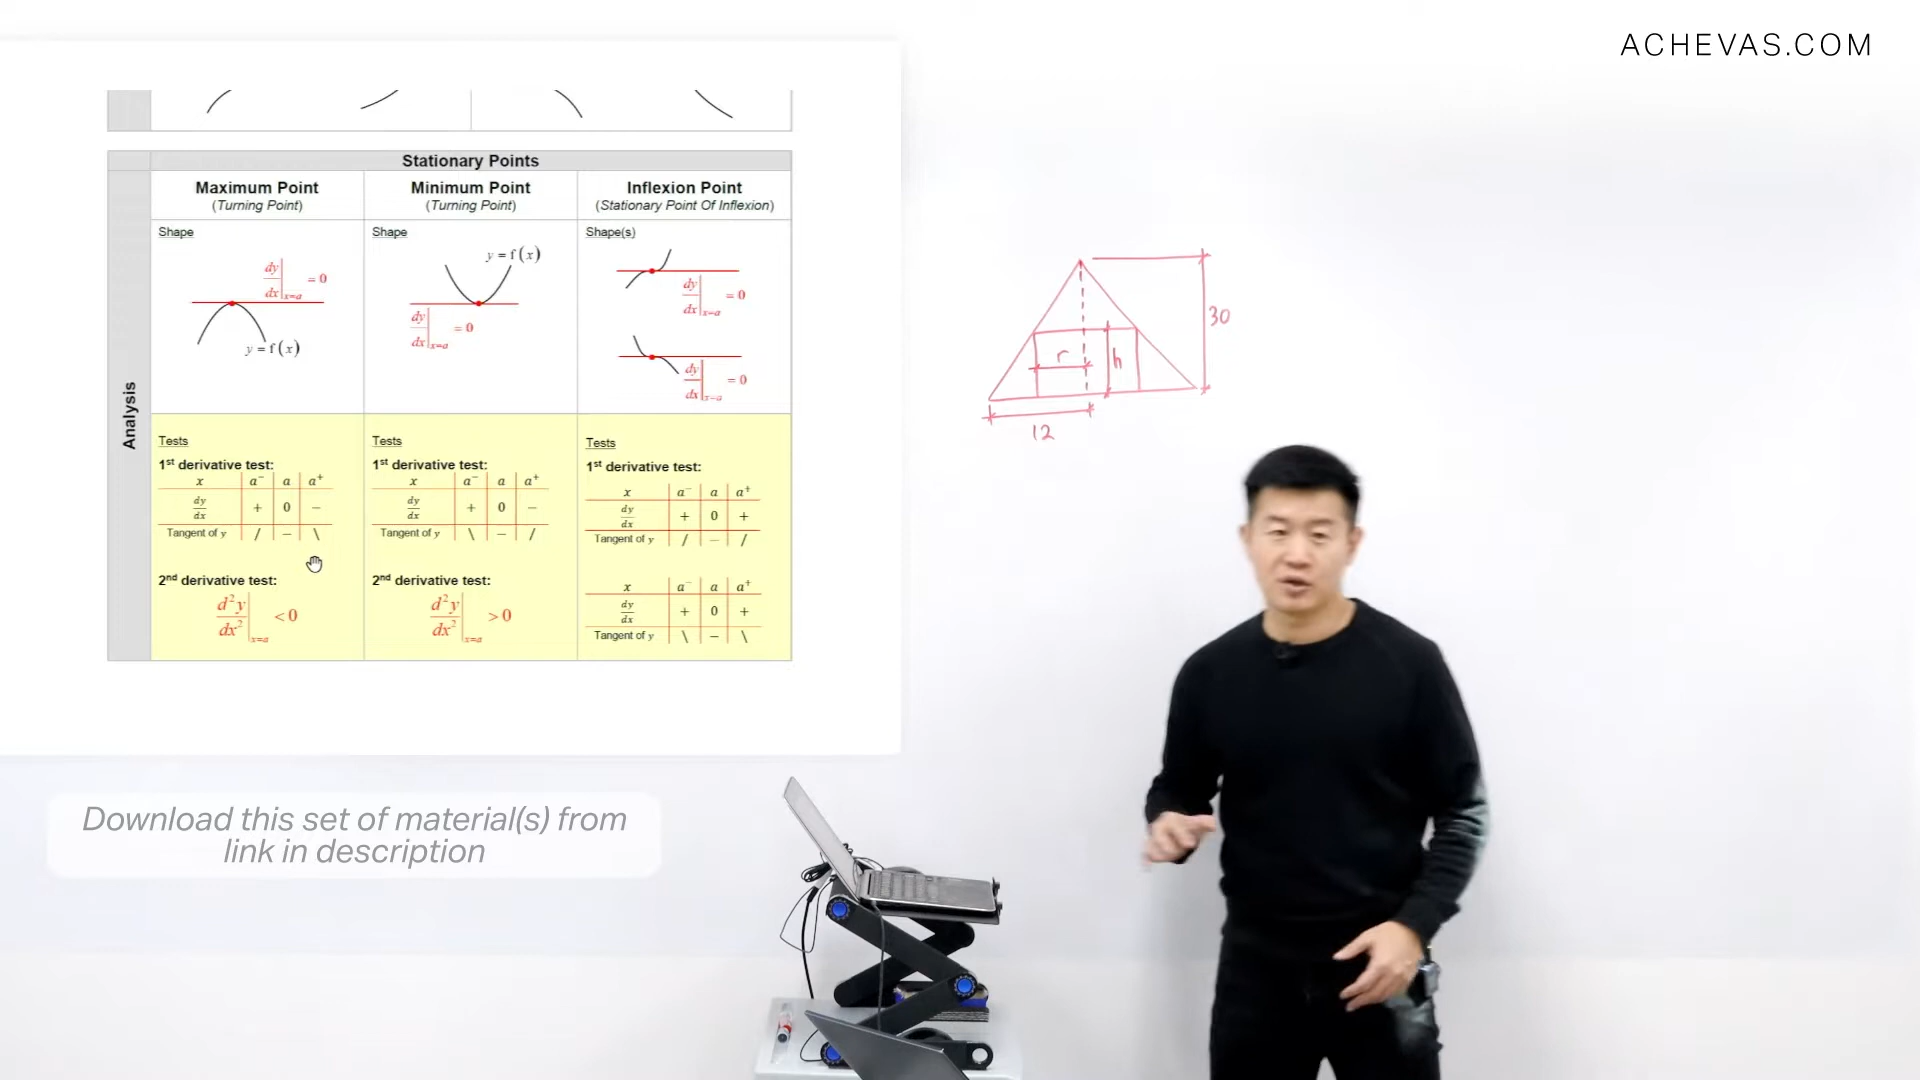 ACHEVAS.COM
Stationary Points
Maximum Point
(Turning Point)
Minimum Point
(Turning Point)
Inflexion Point
(Stationary Point Of Inflexion)
Analysis
Shape
dy/dx|x=a = 0
y = f(x)
Shape
y = f(x)
dy/dx|x=a = 0
Shape(s)
dy/dx|x=a = 0
dy/dx|x=a = 0
Tests
1st derivative test:
x a⁻ a a⁺
dy/dx + 0 −
Tangent of y / − \
2nd derivative test:
d²y/dx²|x=a < 0
Tests
1st derivative test:
x a⁻ a a⁺
dy/dx + 0 −
Tangent of y \ − /
2nd derivative test:
d²y/dx²|x=a > 0
Tests
1st derivative test:
x a⁻ a a⁺
dy/dx + 0 +
Tangent of y / − /
x a⁻ a a⁺
dy/dx + 0 +
Tangent of y \ − \
30
r
h
12
Download this set of material(s) from
link in description